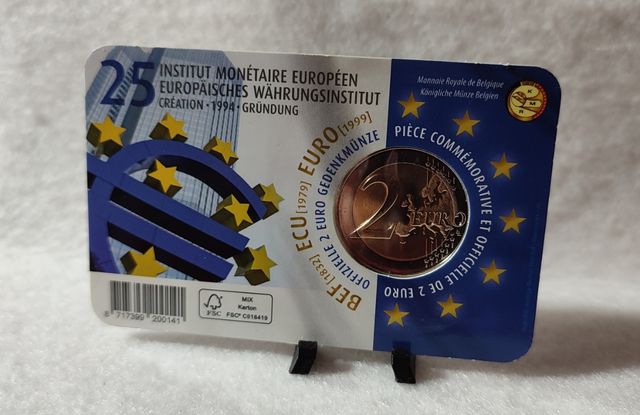 25 INSTITUT MONÉTAIRE EUROPÉEN
EUROPÄISCHES WÄHRUNGSINSTITUT
CRÉATION · 1994 · GRÜNDUNG
Monnaie Royale de Belgique
Königliche Münze Belgien
KMR
BEF [1832] ECU [1979] EURO [1999]
OFFIZIELLE 2 EURO GEDENKMÜNZE
PIÈCE COMMÉMORATIVE ET OFFICIELLE DE 2 EURO
2 EURO
FSC
MIX
Karton
FSC® C016419
8 717399 200141